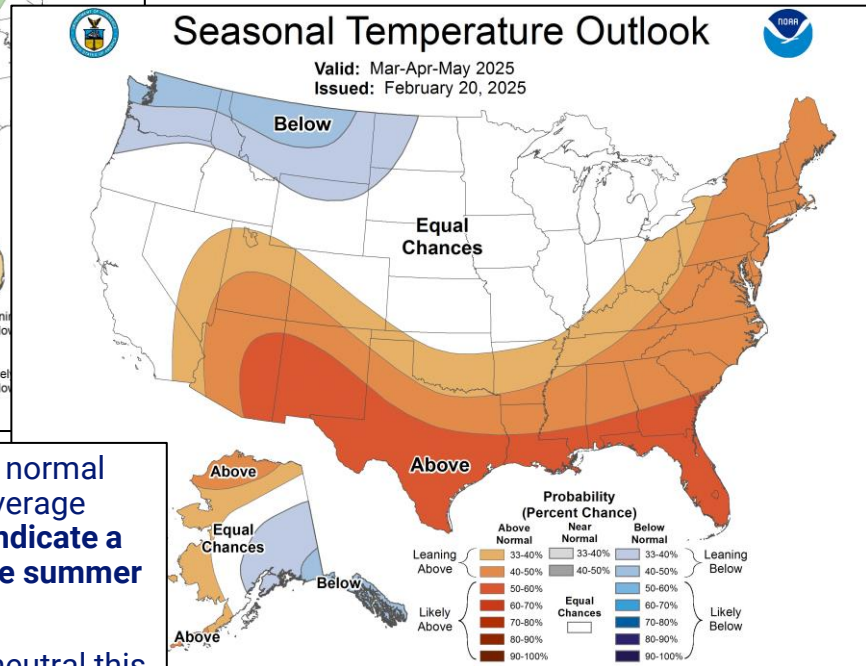 Seasonal Temperature Outlook
NOAA
Valid: Mar-Apr-May 2025
Issued: February 20, 2025
Below
Equal
Chances
Above
normal
verage
ndicate a
e summer
neutral this
Above
Equal
Chances
Below
Above
Probability
(Percent Chance)
Above
Normal
Near
Normal
Below
Normal
Leaning
Above
33-40%
40-50%
33-40%
40-50%
33-40%
40-50%
Leaning
Below
Likely
Above
50-60%
60-70%
70-80%
80-90%
90-100%
Equal
Chances
50-60%
60-70%
70-80%
80-90%
90-100%
Likely
Below